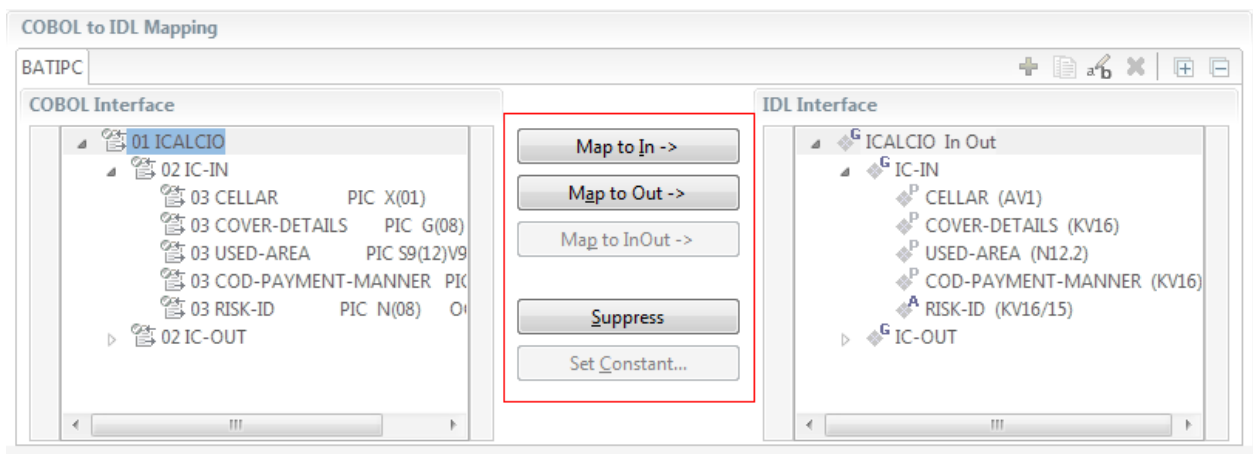 COBOL to IDL Mapping
BATIPC
COBOL Interface
01 ICALCIO
02 IC-IN
03 CELLAR PIC X(01)
03 COVER-DETAILS PIC G(08)
03 USED-AREA PIC S9(12)V9
03 COD-PAYMENT-MANNER PIC
03 RISK-ID PIC N(08) O
02 IC-OUT
Map to In ->
Map to Out ->
Map to InOut ->
Suppress
Set Constant...
IDL Interface
G ICALCIO In Out
G IC-IN
P CELLAR (AV1)
P COVER-DETAILS (KV16)
P USED-AREA (N12.2)
P COD-PAYMENT-MANNER (KV16)
A RISK-ID (KV16/15)
G IC-OUT